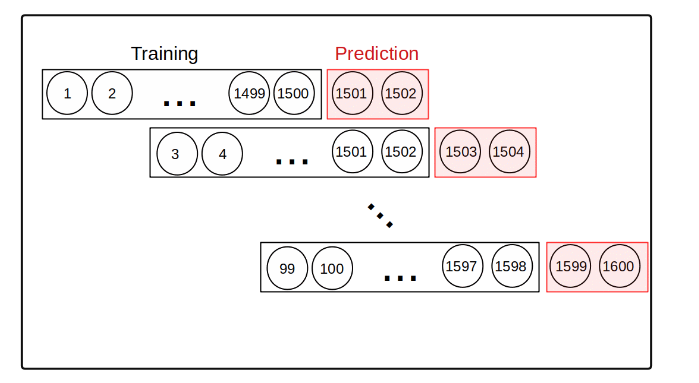 Training Prediction
1 2 ... 1499 1500 1501 1502
3 4 ... 1501 1502 1503 1504
...
99 100 ... 1597 1598 1599 1600